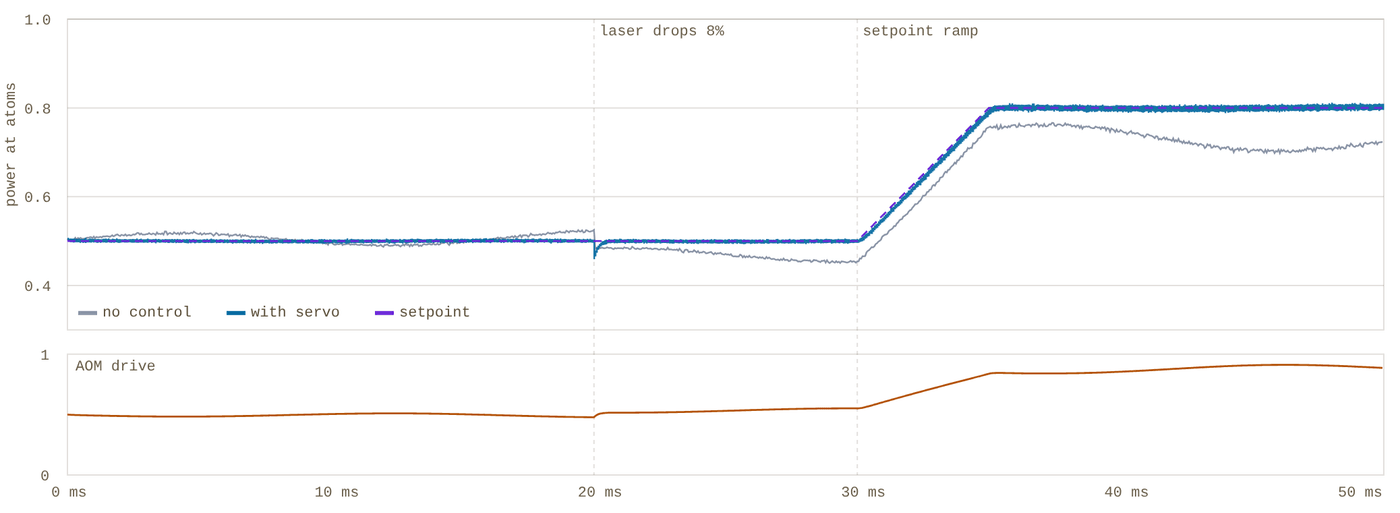 1.0
laser drops 8%
setpoint ramp
0.8
power at atoms
0.6
0.4
no control
with servo
setpoint
1
AOM drive
0
0 ms
10 ms
20 ms
30 ms
40 ms
50 ms